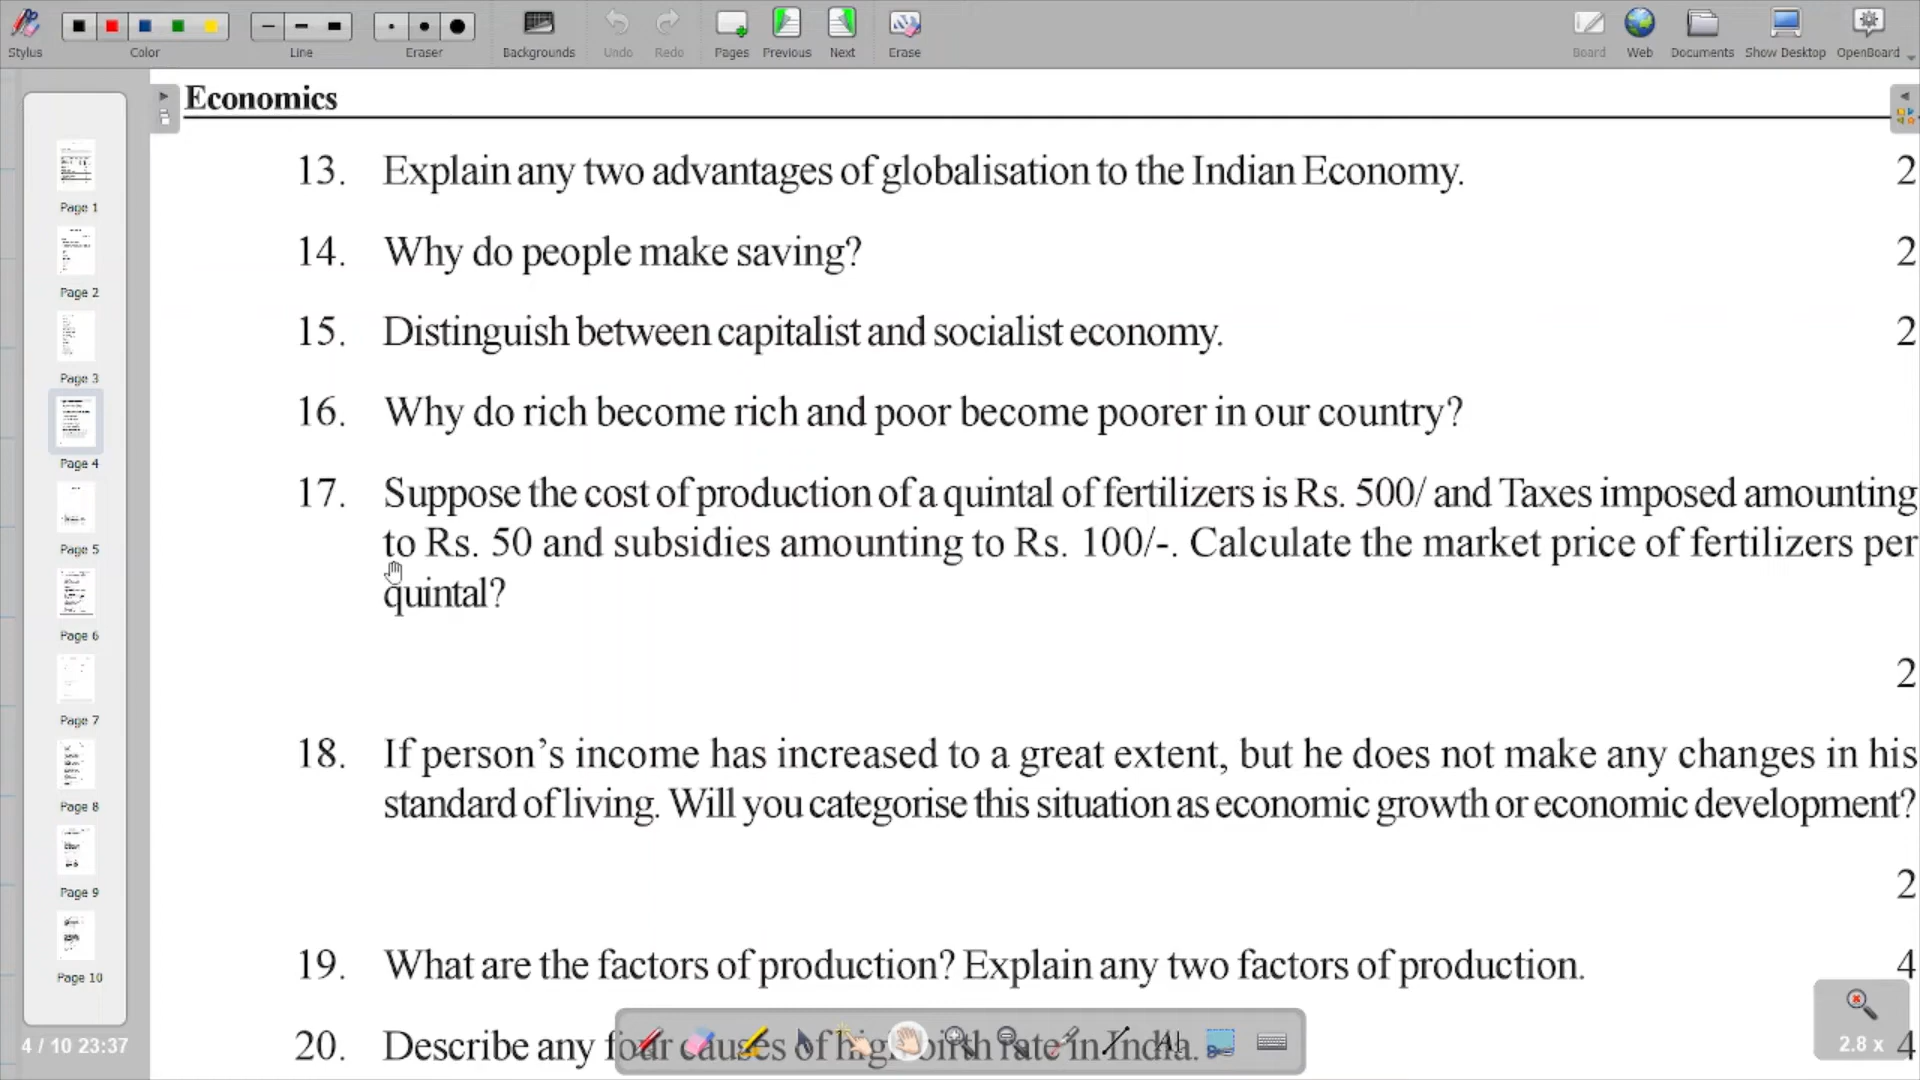 Stylus Color Line Eraser Backgrounds Undo Redo Pages Previous Next Erase Board Web Documents Show Desktop OpenBoard
Economics
13. Explain any two advantages of globalisation to the Indian Economy. 2
14. Why do people make saving? 2
15. Distinguish between capitalist and socialist economy. 2
16. Why do rich become rich and poor become poorer in our country?
17. Suppose the cost of production of a quintal of fertilizers is Rs. 500/ and Taxes imposed amounting
to Rs. 50 and subsidies amounting to Rs. 100/-. Calculate the market price of fertilizers per
quintal?
2
18. If person's income has increased to a great extent, but he does not make any changes in his
standard of living. Will you categorise this situation as economic growth or economic development?
2
19. What are the factors of production? Explain any two factors of production. 4
20. Describe any four causes of high birth rate in India. 4
Page 1
Page 2
Page 3
Page 4
Page 5
Page 6
Page 7
Page 8
Page 9
Page 10
4 / 10 23:37
2.8 x